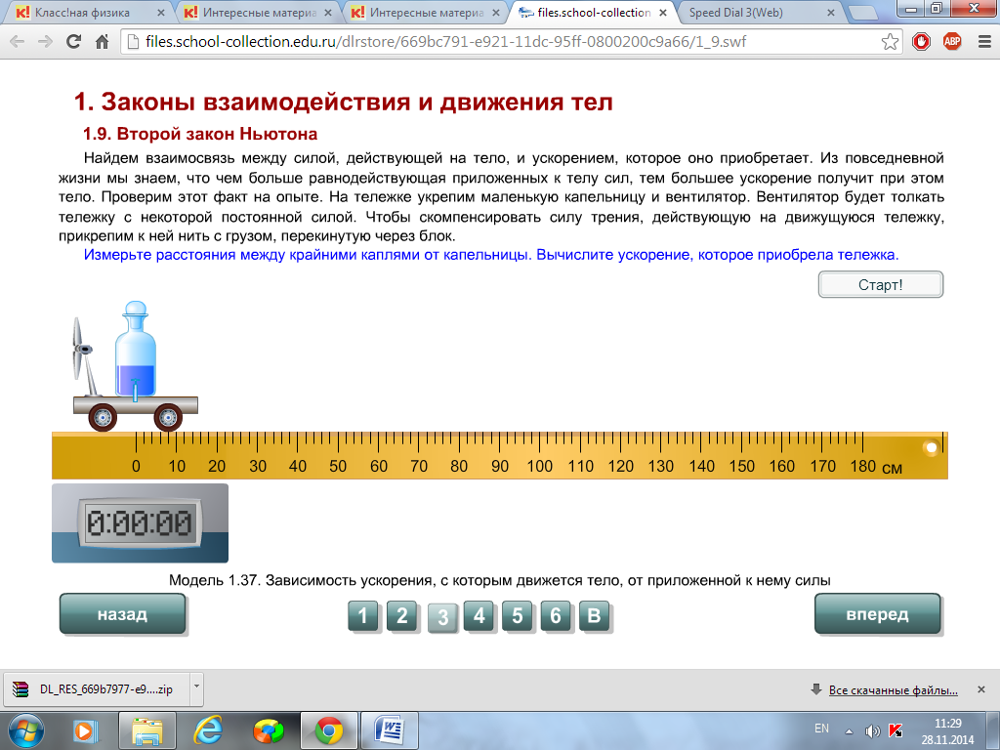 Класс!ная физика
Интересные материа
Интересные материа
files.school-collection
Speed Dial 3(Web)
files.school-collection.edu.ru/dlrstore/669bc791-e921-11dc-95ff-0800200c9a66/1_9.swf
ABP
1. Законы взаимодействия и движения тел
1.9. Второй закон Ньютона
Найдем взаимосвязь между силой, действующей на тело, и ускорением, которое оно приобретает. Из повседневной
жизни мы знаем, что чем больше равнодействующая приложенных к телу сил, тем большее ускорение получит при этом
тело. Проверим этот факт на опыте. На тележке укрепим маленькую капельницу и вентилятор. Вентилятор будет толкать
тележку с некоторой постоянной силой. Чтобы скомпенсировать силу трения, действующую на движущуюся тележку,
прикрепим к ней нить с грузом, перекинутую через блок.
Измерьте расстояния между крайними каплями от капельницы. Вычислите ускорение, которое приобрела тележка.
Старт!
0 10 20 30 40 50 60 70 80 90 100 110 120 130 140 150 160 170 180 см
0:00:00
Модель 1.37. Зависимость ускорения, с которым движется тело, от приложенной к нему силы
назад
1 2 3 4 5 6 В
вперед
DL_RES_669b7977-e9....zip
Все скачанные файлы...
EN
11:29
28.11.2014